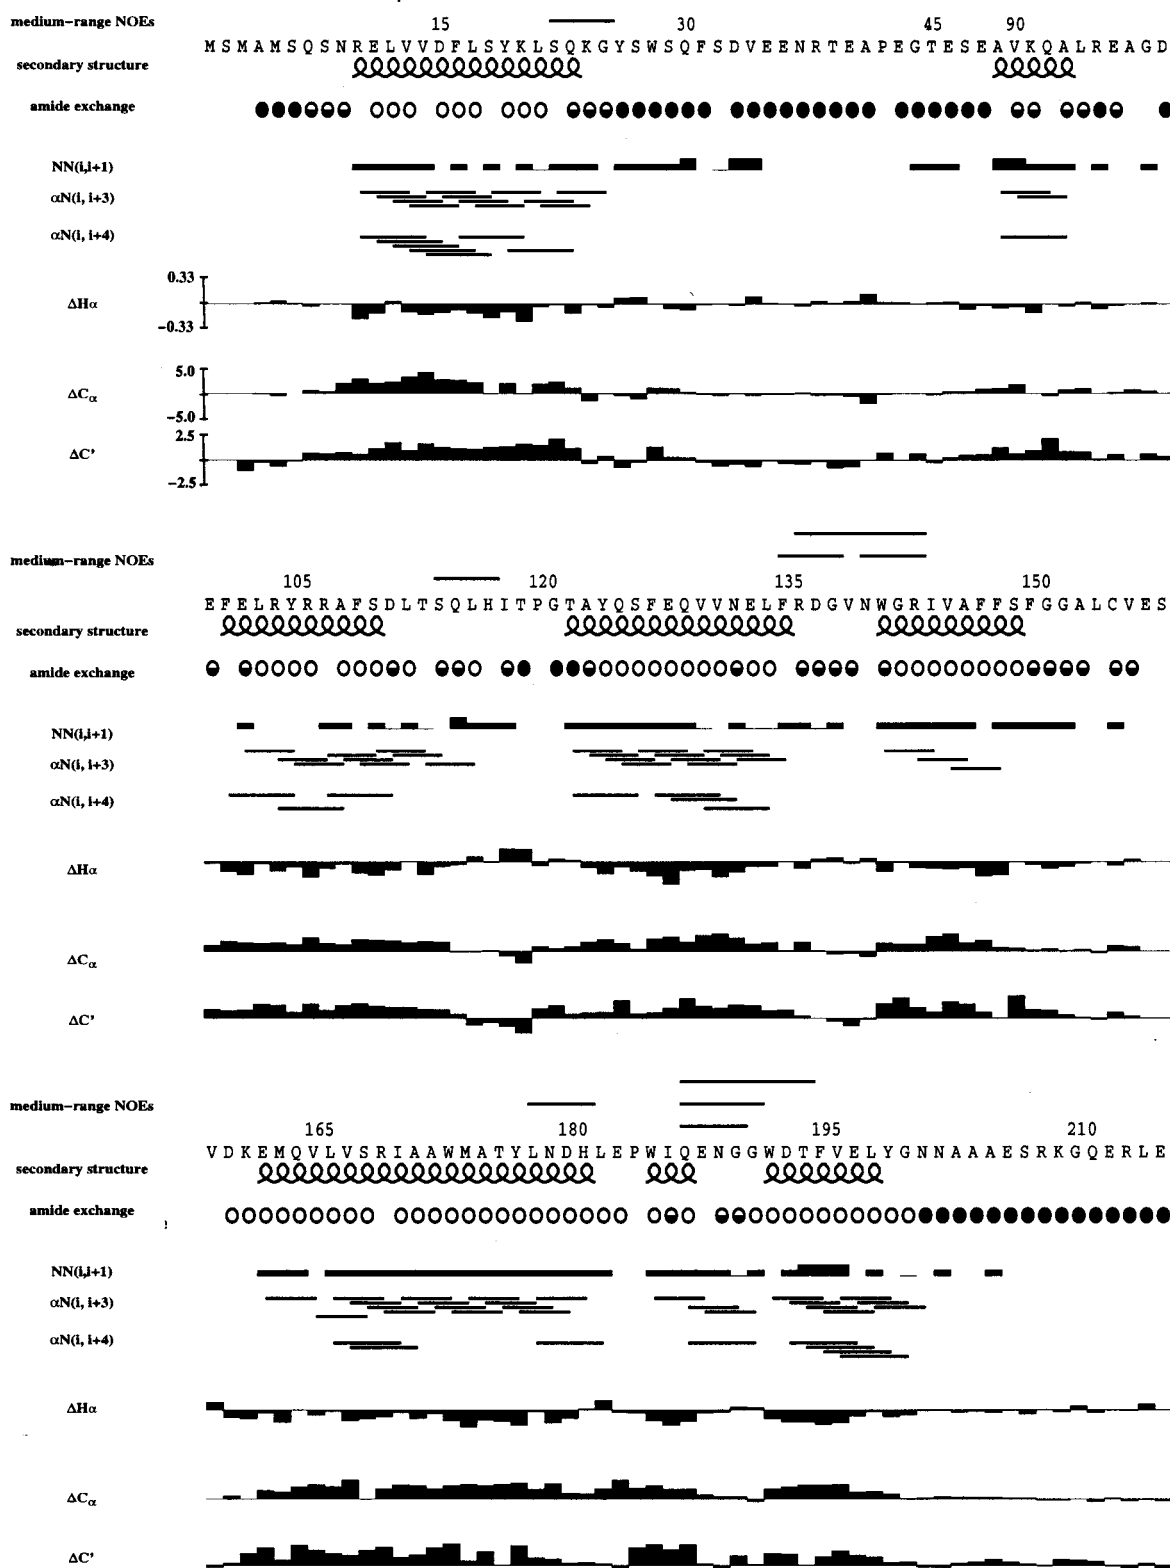 medium-range NOEs
15 30 45 90
M S M A M S Q S N R E L V V D F L S Y K L S Q K G Y S W S Q F S D V E E N R T E A P E G T E S E A V K Q A L R E A G D
secondary structure
amide exchange
NN(i,i+1)
αN(i, i+3)
αN(i, i+4)
0.33
ΔHα
-0.33
5.0
ΔCα
-5.0
2.5
ΔC'
-2.5
medium-range NOEs
105 120 135 150
E F E L R Y R R A F S D L T S Q L H I T P G T A Y Q S F E Q V V N E L F R D G V N W G R I V A F F S F G G A L C V E S
secondary structure
amide exchange
NN(i,i+1)
αN(i, i+3)
αN(i, i+4)
ΔHα
ΔCα
ΔC'
medium-range NOEs
165 180 195 210
V D K E M Q V L V S R I A A W M A T Y L N D H L E P W I Q E N G G W D T F V E L Y G N N A A A E S R K G Q E R L E
secondary structure
amide exchange
NN(i,i+1)
αN(i, i+3)
αN(i, i+4)
ΔHα
ΔCα
ΔC'